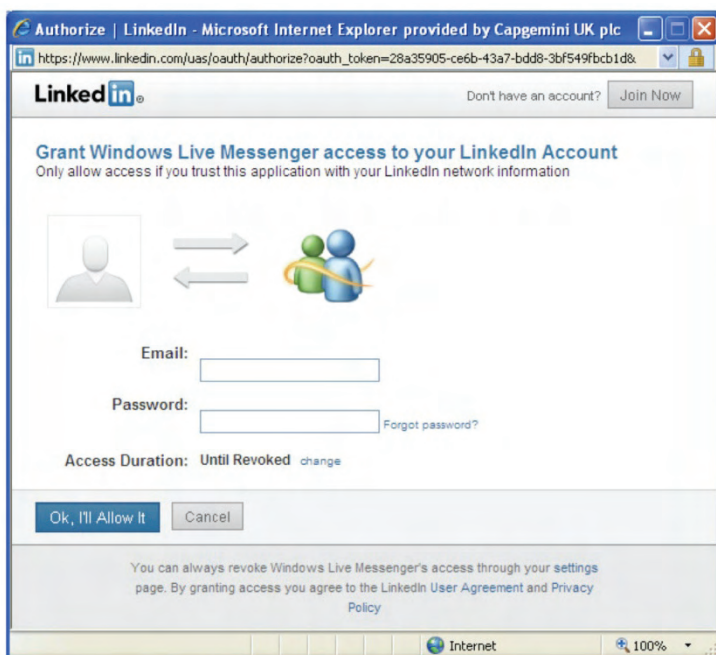 Authorize | LinkedIn - Microsoft Internet Explorer provided by Capgemini UK plc
in https://www.linkedin.com/uas/oauth/authorize?oauth_token=28a35905-ce6b-43a7-bdd8-3bf549fbcb1d&
Linked in® Don't have an account? Join Now
Grant Windows Live Messenger access to your LinkedIn Account
Only allow access if you trust this application with your LinkedIn network information
Email:
Password:
Forgot password?
Access Duration: Until Revoked change
Ok, I'll Allow It Cancel
You can always revoke Windows Live Messenger's access through your settings
page. By granting access you agree to the LinkedIn User Agreement and Privacy
Policy
Internet 100%